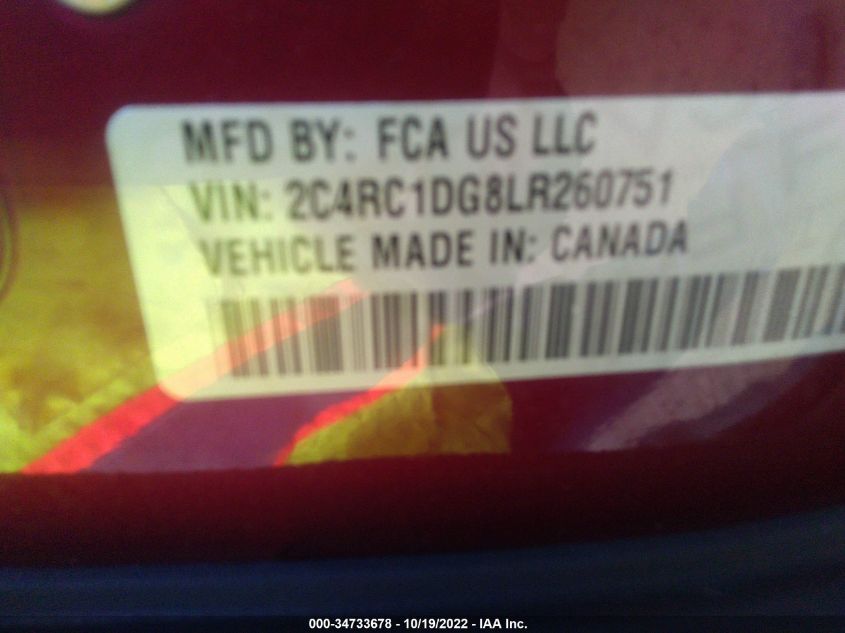 MFD BY: FCA US LLC
VIN: 2C4RC1DG8LR260751
VEHICLE MADE IN: CANADA
000-34733678 - 10/19/2022 - IAA Inc.